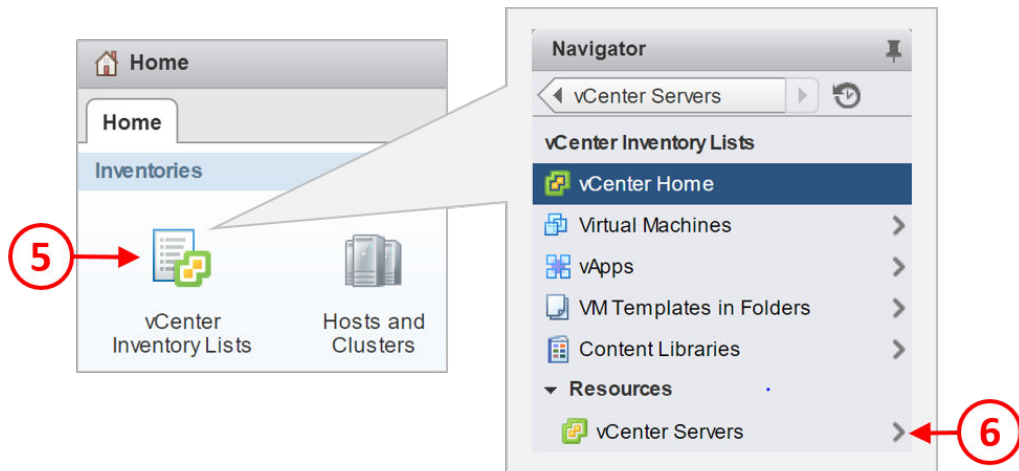 Home
Home
Inventories
5
vCenter
Inventory Lists
Hosts and
Clusters
Navigator
vCenter Servers
vCenter Inventory Lists
vCenter Home
Virtual Machines
vApps
VM Templates in Folders
Content Libraries
Resources
vCenter Servers
6